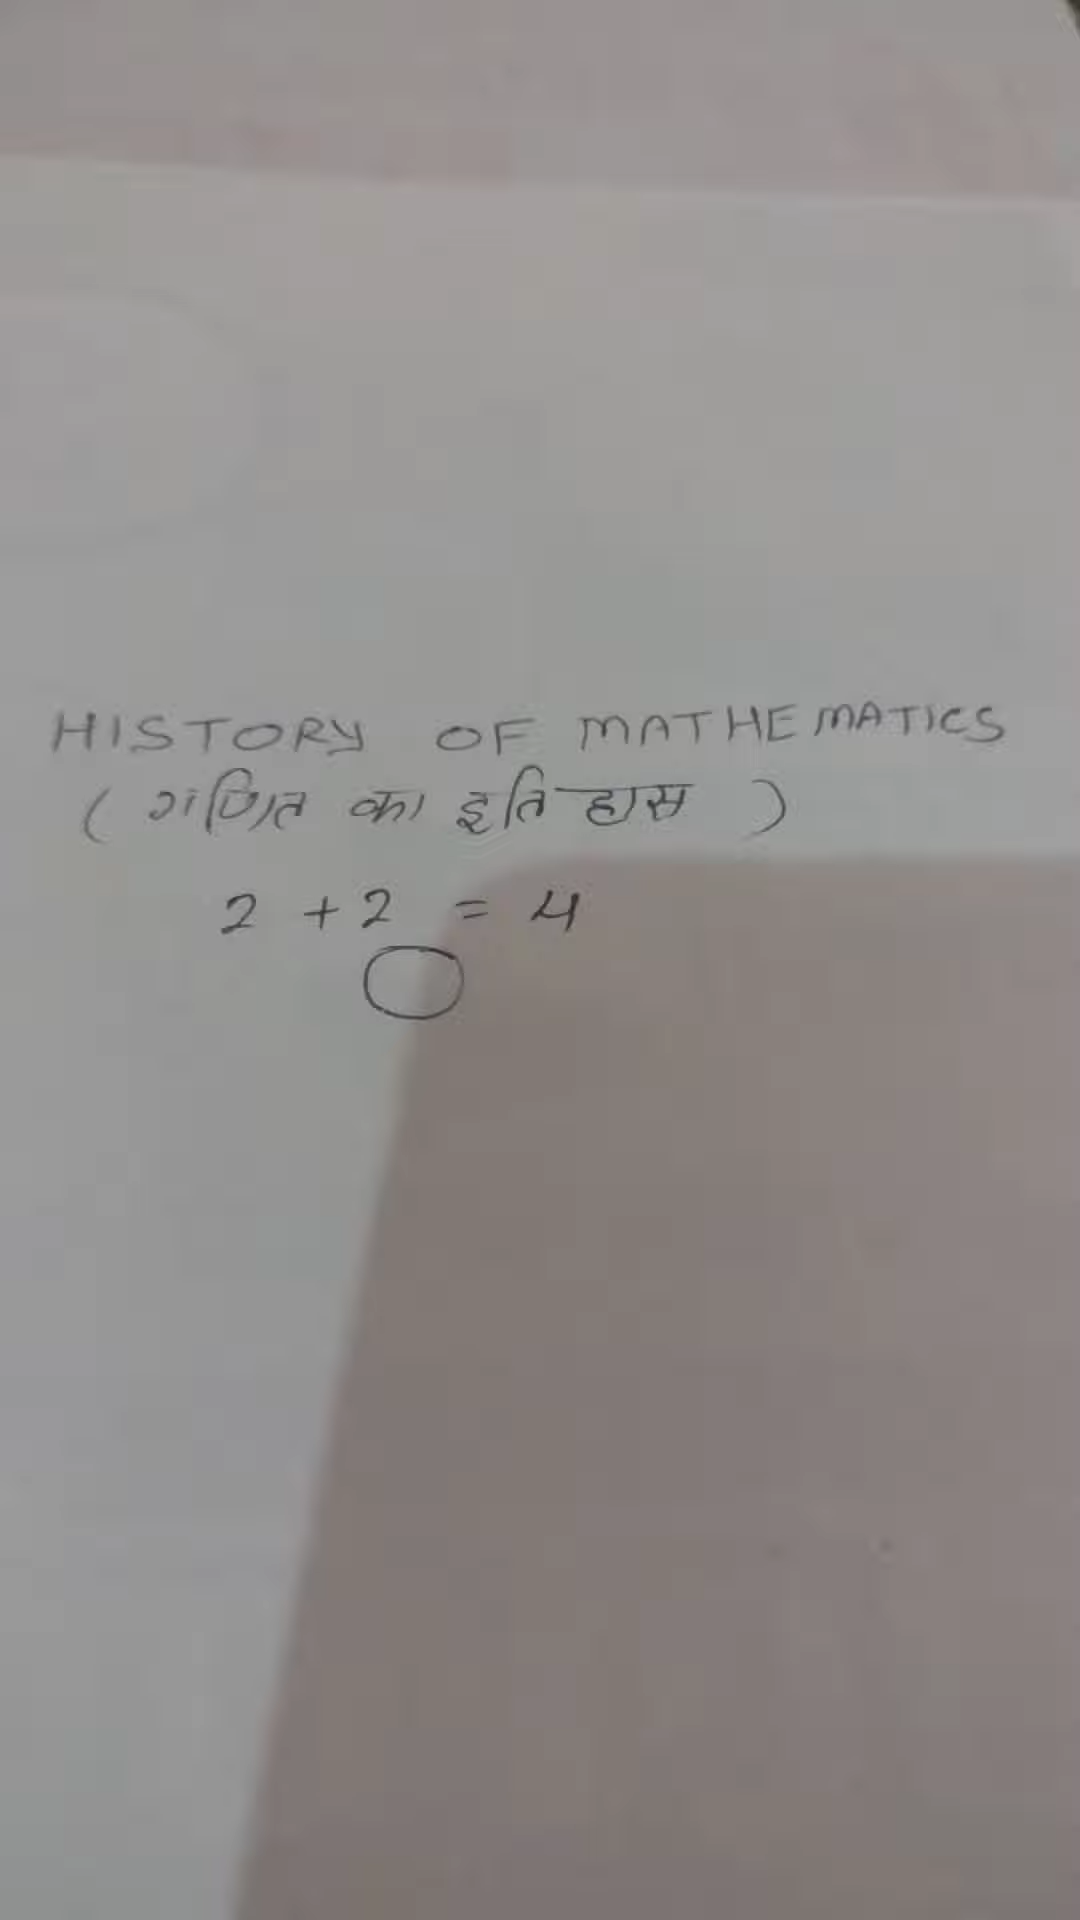 HISTORY OF MATHEMATICS
( गणित का इतिहास )
2 + 2 = 4